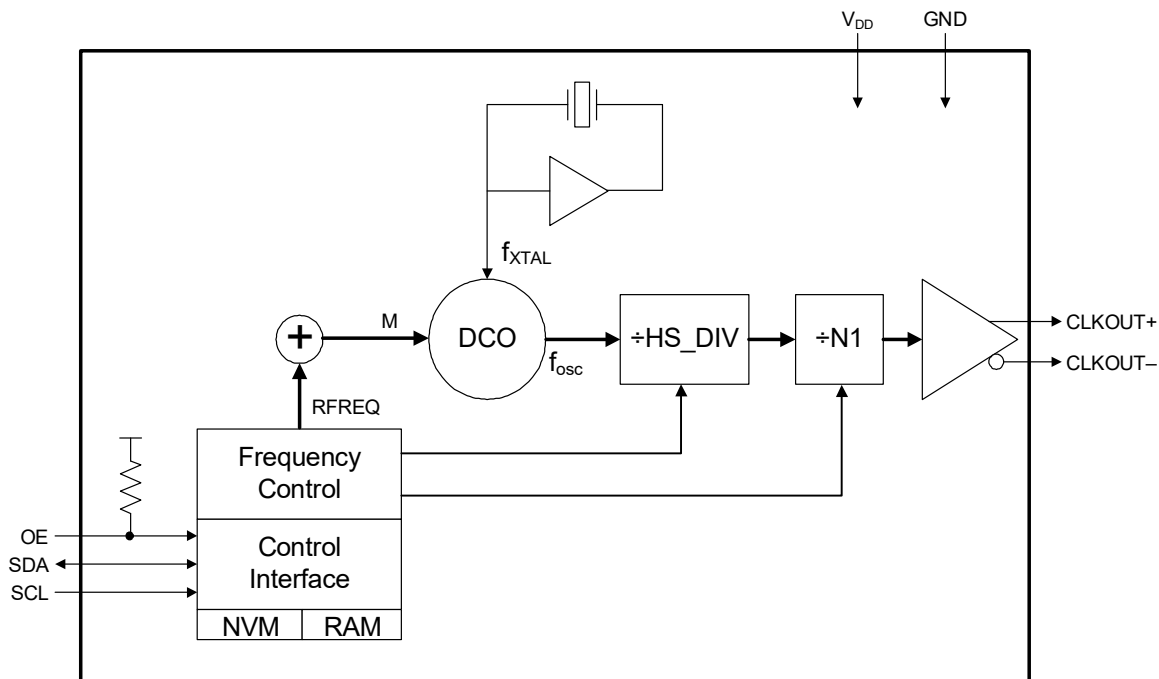 VDD
GND
fXTAL
+
M
DCO
fosc
÷HS_DIV
÷N1
CLKOUT+
CLKOUT–
RFREQ
Frequency
Control
OE
SDA
SCL
Control
Interface
NVM
RAM